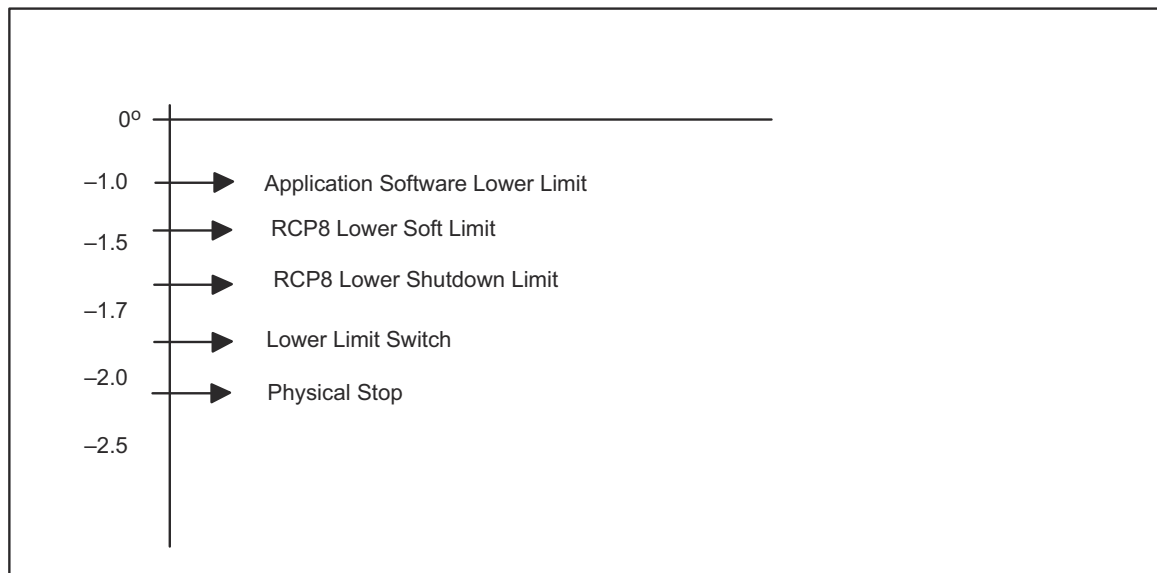 0º
–1.0
Application Software Lower Limit
RCP8 Lower Soft Limit
–1.5
RCP8 Lower Shutdown Limit
–1.7
Lower Limit Switch
–2.0
Physical Stop
–2.5